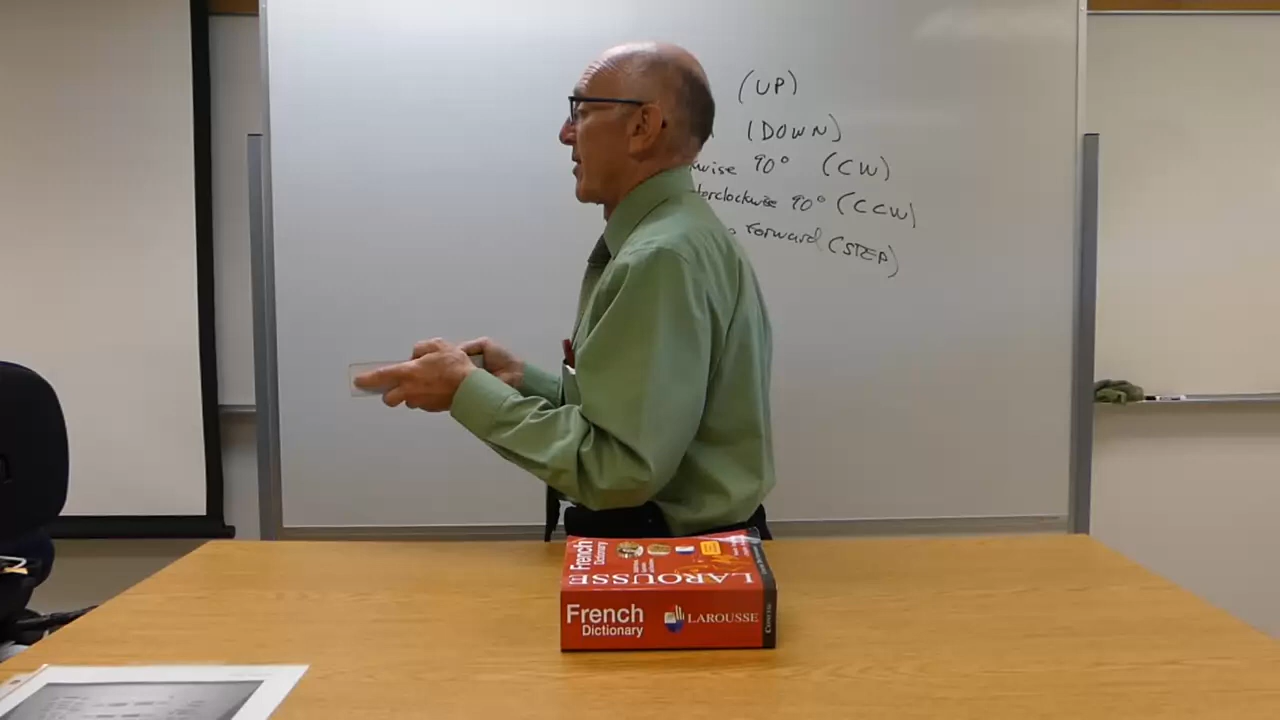 (UP)
(DOWN)
wise 90° (CW)
terclockwise 90° (CCW)
Forward (STEP)
French
Dictionary
LAROUSSE
French
Dictionary
LAROUSSE